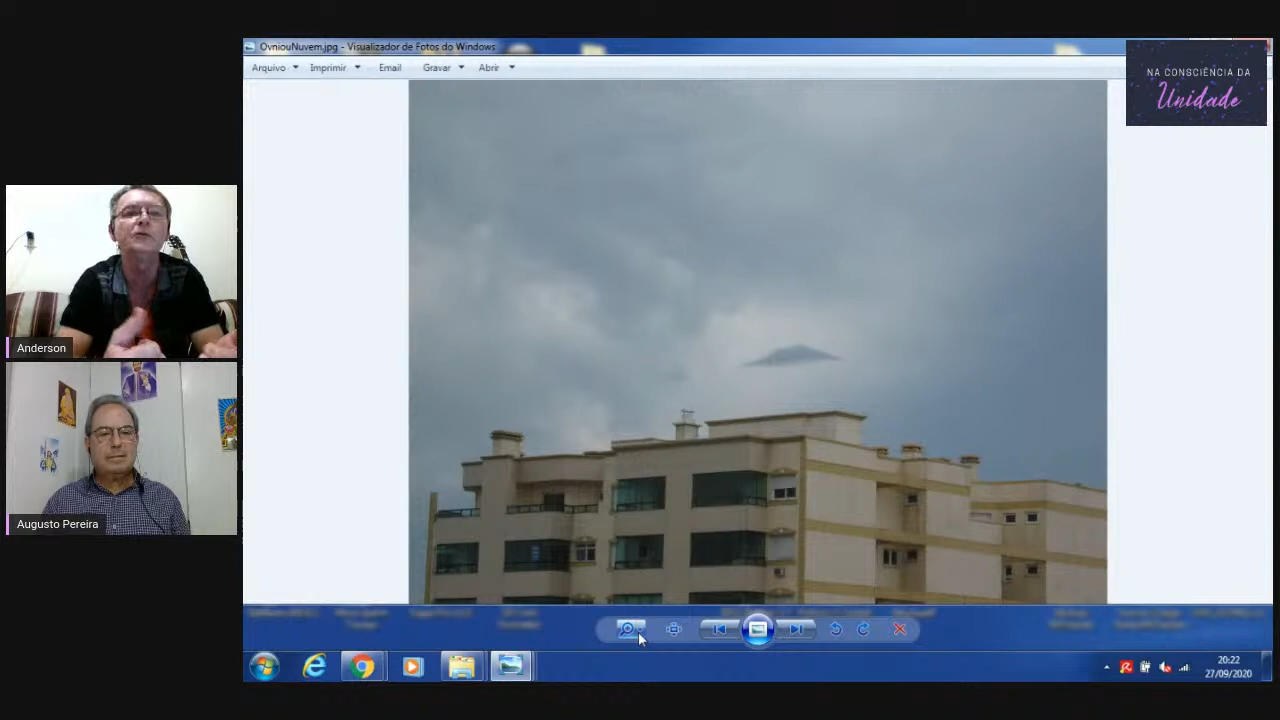 OvniouNuvem.jpg - Visualizador de Fotos do Windows
Arquivo Imprimir Email Gravar Abrir
NA CONSCIÊNCIA DA
Unidade
Anderson
Augusto Pereira
20:22
27/09/2020